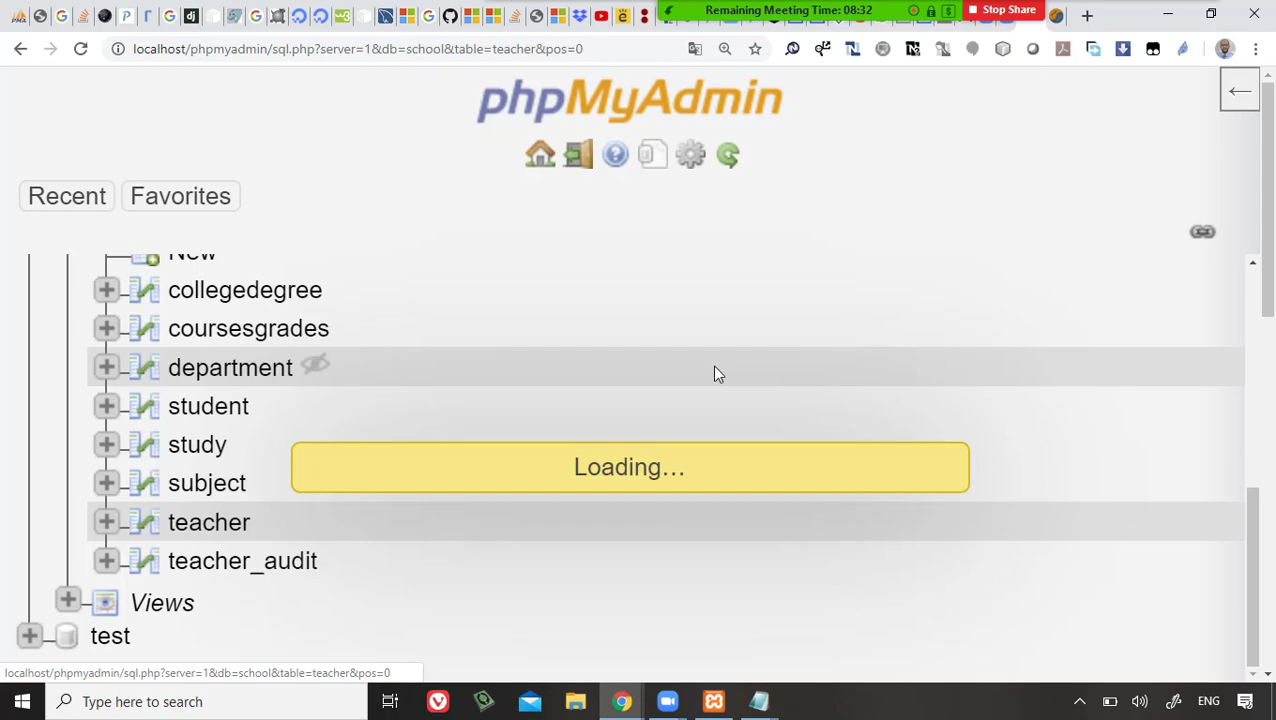 Remaining Meeting Time: 08:32
Stop Share
localhost/phpmyadmin/sql.php?server=1&db=school&table=teacher&pos=0
phpMyAdmin
Recent
Favorites
New
collegedegree
coursesgrades
department
student
study
subject
Loading...
teacher
teacher_audit
Views
test
localhost/phpmyadmin/sql.php?server=1&db=school&table=teacher&pos=0
Type here to search
ENG